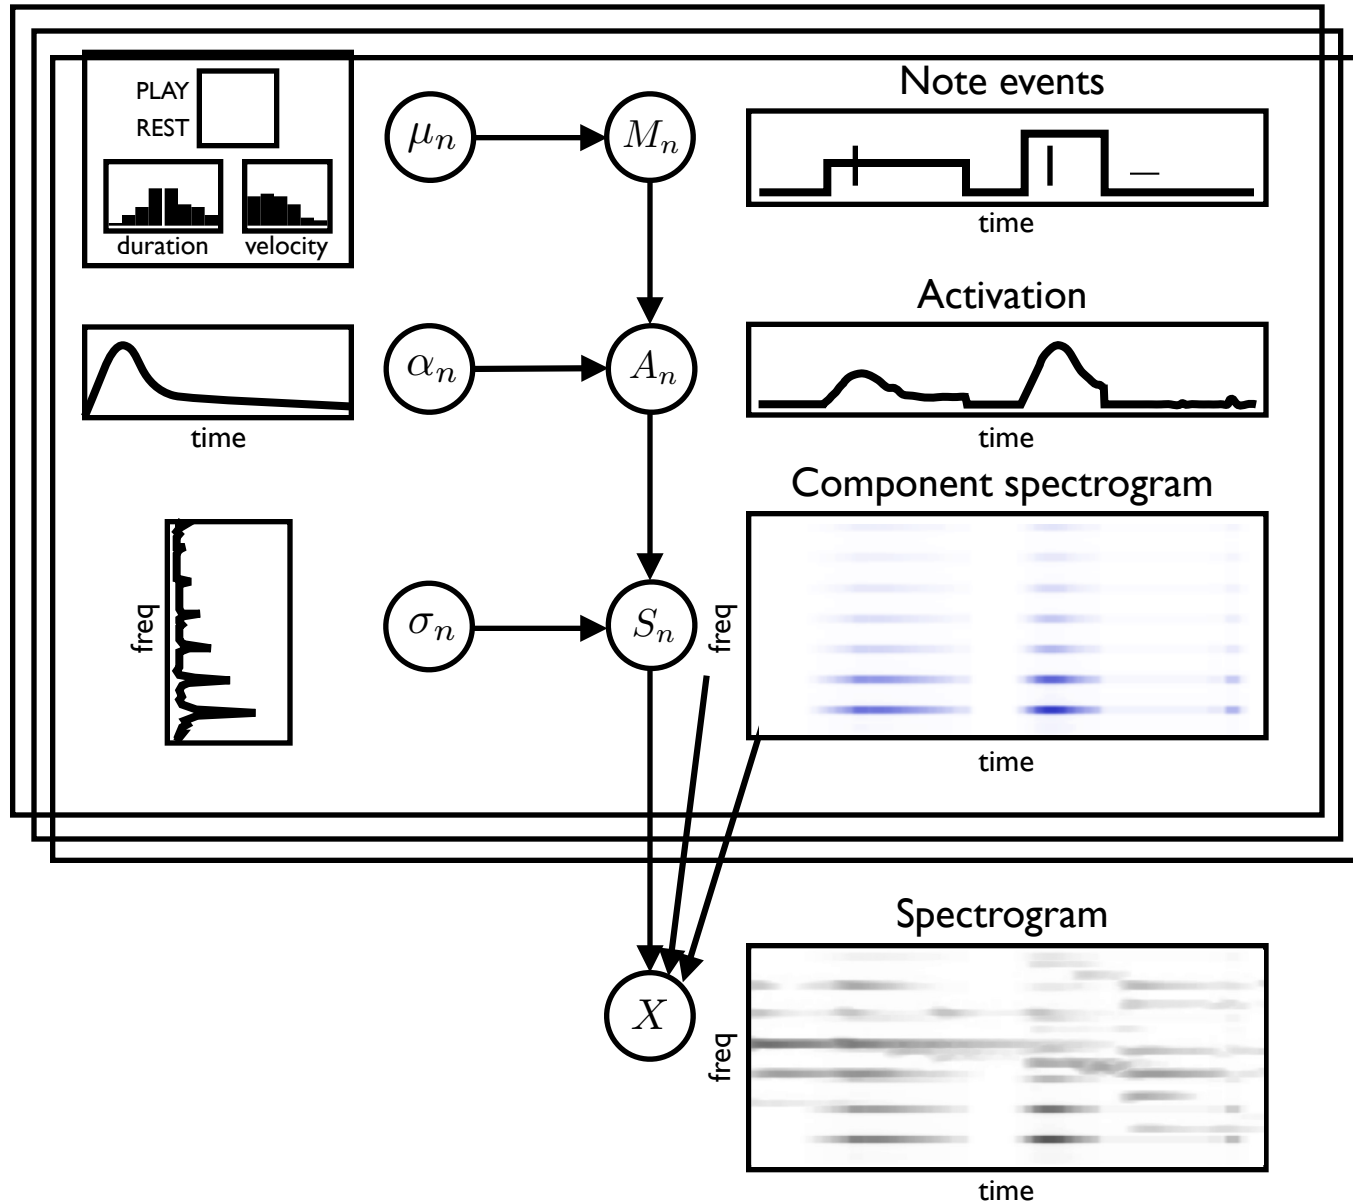 PLAY
REST
duration
velocity
μn
Mn
Note events
time
time
αn
An
Activation
time
freq
σn
Sn
Component spectrogram
freq
time
X
Spectrogram
freq
time